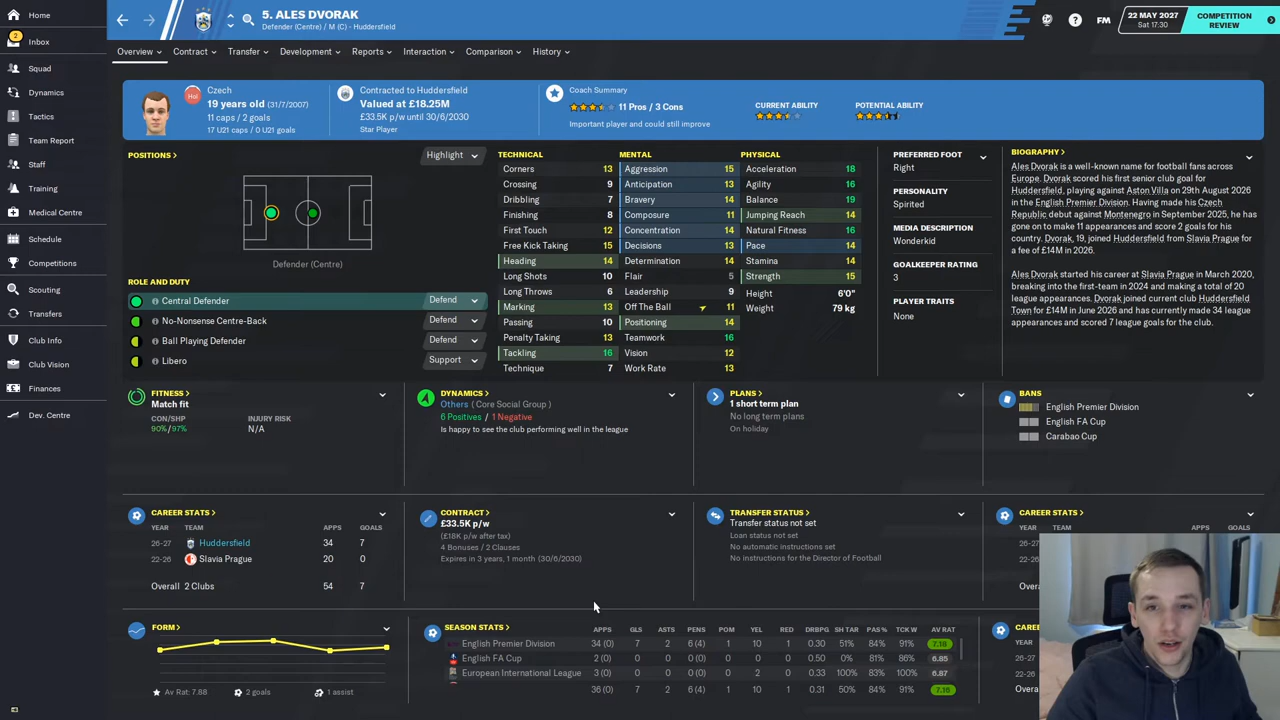 Home
2
Inbox
Squad
Dynamics
Tactics
Team Report
Staff
Training
Medical Centre
Schedule
Competitions
Scouting
Transfers
Club Info
Club Vision
Finances
Dev. Centre
5. ALES DVORAK
Defender (Centre) / M (C) - Huddersfield
?
FM
22 MAY 2027
Sat 17:30
COMPETITION
REVIEW
Overview
Contract
Transfer
Development
Reports
Interaction
Comparison
History
Hol
Czech
19 years old (31/7/2007)
11 caps / 2 goals
17 U21 caps / 0 U21 goals
Contracted to Huddersfield
Valued at £18.25M
£33.5K p/w until 30/6/2030
Star Player
Coach Summary
11 Pros / 3 Cons
Important player and could still improve
CURRENT ABILITY
POTENTIAL ABILITY
POSITIONS
Highlight
Defender (Centre)
ROLE AND DUTY
Central Defender Defend
No-Nonsense Centre-Back Defend
Ball Playing Defender Defend
Libero Support
TECHNICAL
Corners 13
Crossing 9
Dribbling 7
Finishing 8
First Touch 12
Free Kick Taking 15
Heading 14
Long Shots 10
Long Throws 6
Marking 13
Passing 10
Penalty Taking 13
Tackling 16
Technique 7
MENTAL
Aggression 15
Anticipation 13
Bravery 14
Composure 11
Concentration 14
Decisions 13
Determination 14
Flair 5
Leadership 9
Off The Ball 11
Positioning 14
Teamwork 16
Vision 12
Work Rate 13
PHYSICAL
Acceleration 18
Agility 16
Balance 19
Jumping Reach 14
Natural Fitness 16
Pace 14
Stamina 14
Strength 15
Height 6'0"
Weight 79 kg
PREFERRED FOOT
Right
PERSONALITY
Spirited
MEDIA DESCRIPTION
Wonderkid
GOALKEEPER RATING
3
PLAYER TRAITS
None
BIOGRAPHY
Ales Dvorak is a well-known name for football fans across
Europe. Dvorak scored his first senior club goal for
Huddersfield, playing against Aston Villa on 29th August 2026
in the English Premier Division. Having made his Czech
Republic debut against Montenegro in September 2025, he has
gone on to make 11 appearances and score 2 goals for his
country. Dvorak, 19, joined Huddersfield from Slavia Prague for
a fee of £14M in 2026.
Ales Dvorak started his career at Slavia Prague in March 2020,
breaking into the first-team in 2024 and making a total of 20
league appearances. Dvorak joined current club Huddersfield
Town for £14M in June 2026 and has currently made 34 league
appearances and scored 7 league goals for the club.
FITNESS
Match fit
CON/SHP
90%/97%
INJURY RISK
N/A
DYNAMICS
Others ( Core Social Group )
6 Positives / 1 Negative
Is happy to see the club performing well in the league
PLANS
1 short term plan
No long term plans
On holiday
BANS
English Premier Division
English FA Cup
Carabao Cup
CAREER STATS
YEAR TEAM APPS GOALS
26-27 Huddersfield 34 7
22-26 Slavia Prague 20 0
Overall 2 Clubs 54 7
CONTRACT
£33.5K p/w
(£18K p/w after tax)
4 Bonuses / 2 Clauses
Expires in 3 years, 1 month (30/6/2030)
TRANSFER STATUS
Transfer status not set
Loan status not set
No automatic instructions set
No instructions for the Director of Football
CAREER STATS
YEAR TEAM APPS GOALS
26-27
22-26
FORM
Av Rat: 7.88 2 goals 1 assist
SEASON STATS
APPS GLS ASTS PENS POM YEL RED DRBPG SH TAR PAS% TCK W AV RAT
English Premier Division 34 (0) 7 2 6 (4) 1 10 1 0.30 51% 84% 91% 7.18
English FA Cup 2 (0) 0 0 0 (0) 0 0 0 0.50 0% 81% 86% 6.85
European International League 3 (0) 0 0 0 (0) 0 2 0 0.33 100% 83% 100% 6.87
36 (0) 7 2 6 (4) 1 10 1 0.31 50% 84% 91% 7.16
YEAR
26-27